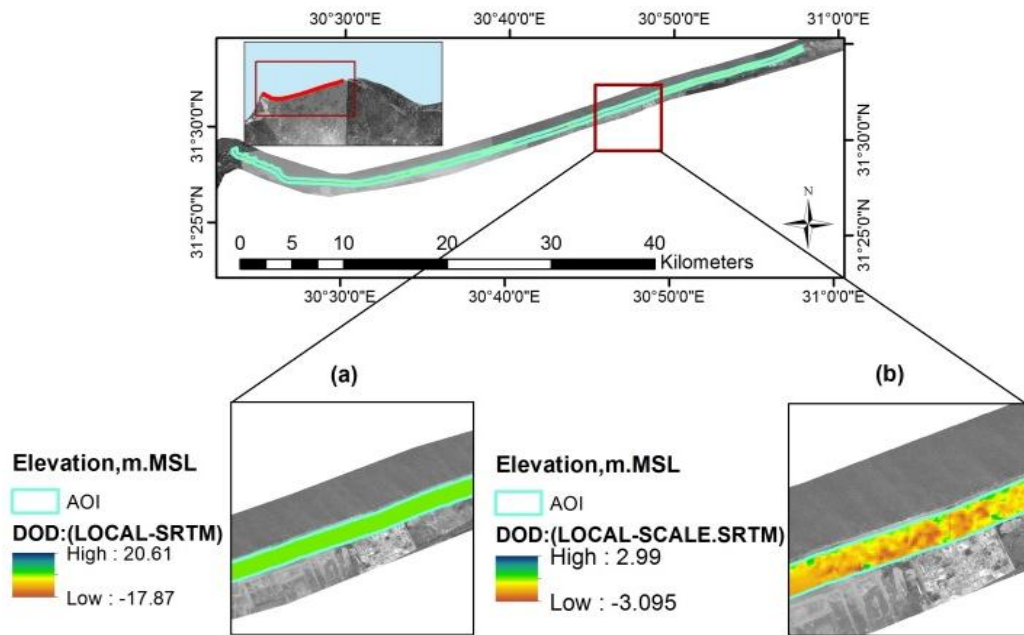 30°30'0"E 30°40'0"E 30°50'0"E 31°0'0"E
31°30'0"N
31°30'0"N
31°25'0"N
31°25'0"N
N
0 5 10 20 30 40
Kilometers
30°30'0"E 30°40'0"E 30°50'0"E 31°0'0"E
(a)
(b)
Elevation,m.MSL
AOI
DOD:(LOCAL-SRTM)
High : 20.61
Low : -17.87
Elevation,m.MSL
AOI
DOD:(LOCAL-SCALE.SRTM)
High : 2.99
Low : -3.095